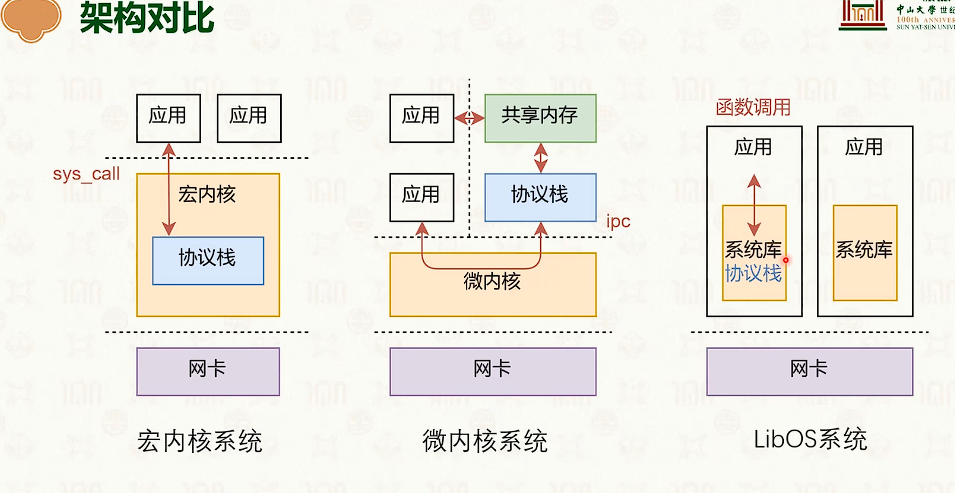 架构对比
中山大學 世纪
100th ANNIVER
SUN YAT-SEN UNIVE
应用
应用
sys_call
宏内核
协议栈
网卡
宏内核系统
应用
共享内存
应用
协议栈
ipc
微内核
网卡
微内核系统
函数调用
应用
应用
系统库
协议栈
系统库
网卡
LibOS系统